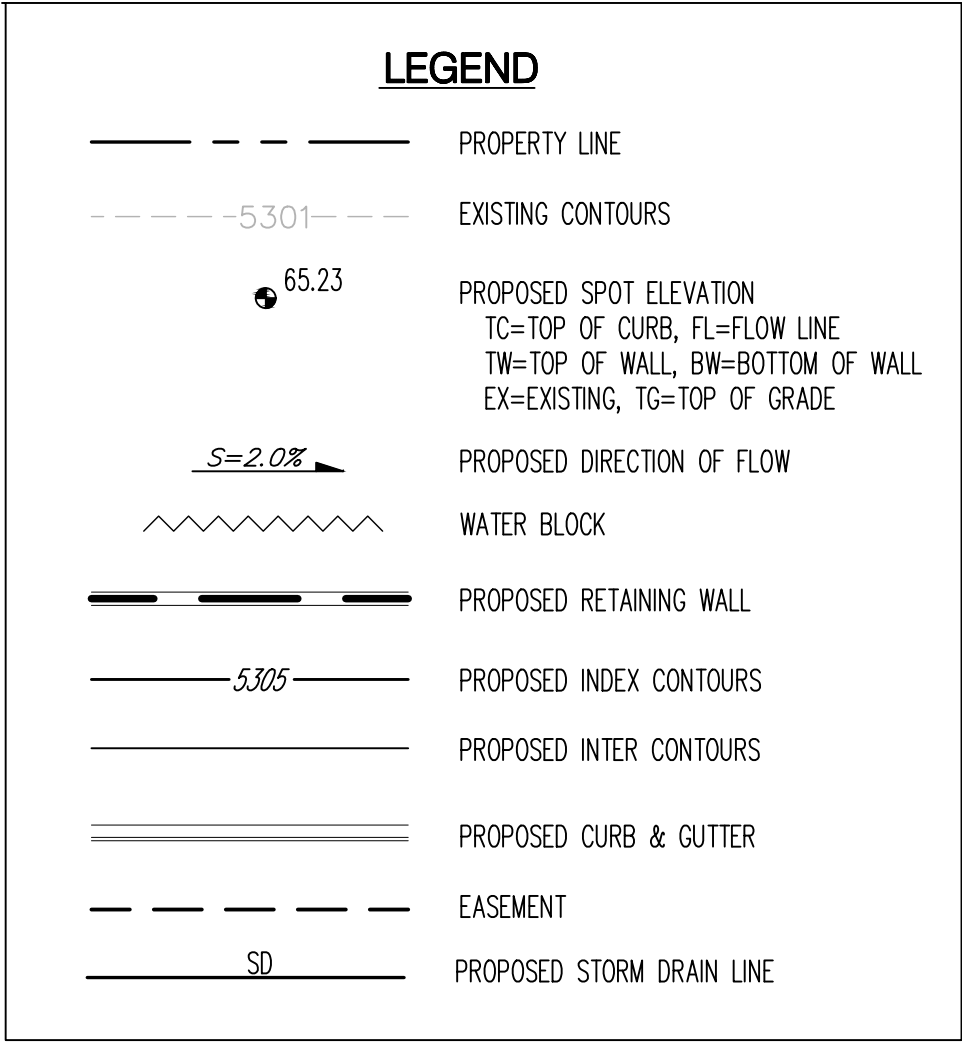 LEGEND
PROPERTY LINE
5301 EXISTING CONTOURS
65.23
PROPOSED SPOT ELEVATION
TC=TOP OF CURB, FL=FLOW LINE
TW=TOP OF WALL, BW=BOTTOM OF WALL
EX=EXISTING, TG=TOP OF GRADE
S=2.0% PROPOSED DIRECTION OF FLOW
WATER BLOCK
PROPOSED RETAINING WALL
5305 PROPOSED INDEX CONTOURS
PROPOSED INTER CONTOURS
PROPOSED CURB & GUTTER
EASEMENT
SD PROPOSED STORM DRAIN LINE